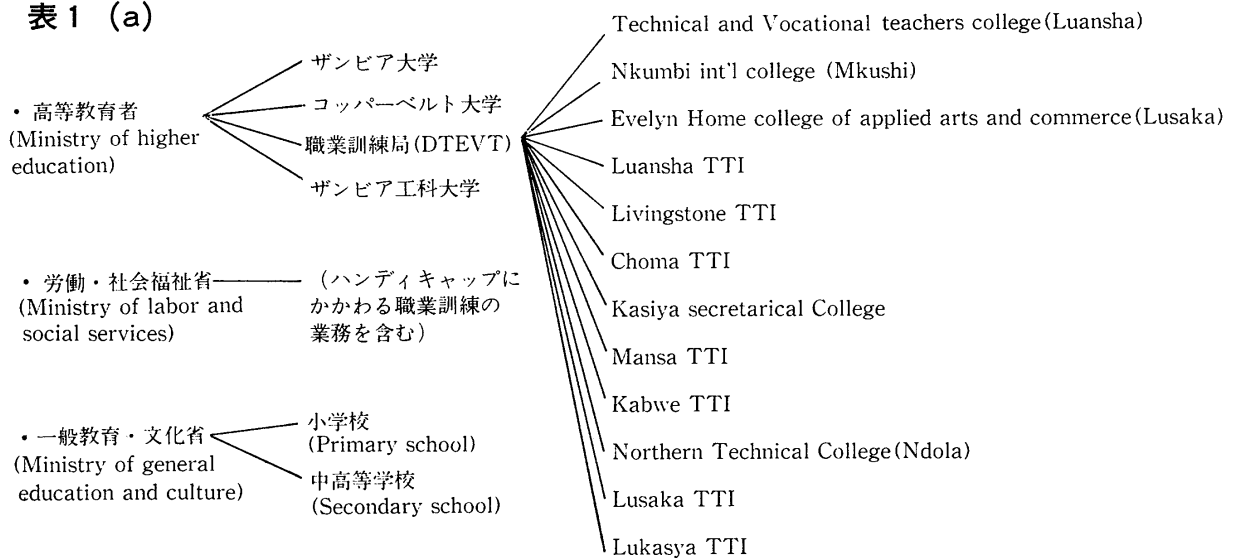 表1 (a)
・高等教育者
(Ministry of higher
education)
ザンビア大学
コッパーベルト大学
職業訓練局(DTEVT)
ザンビア工科大学
Technical and Vocational teachers college(Luansha)
Nkumbi int'l college (Mkushi)
Evelyn Home college of applied arts and commerce(Lusaka)
Luansha TTI
Livingstone TTI
Choma TTI
Kasiya secretarical College
Mansa TTI
Kabwe TTI
Northern Technical College(Ndola)
Lusaka TTI
Lukasya TTI
・労働・社会福祉省
(Ministry of labor and
social services)
(ハンディキャップに
かかわる職業訓練の
業務を含む)
・一般教育・文化省
(Ministry of general
education and culture)
小学校
(Primary school)
中高等学校
(Secondary school)